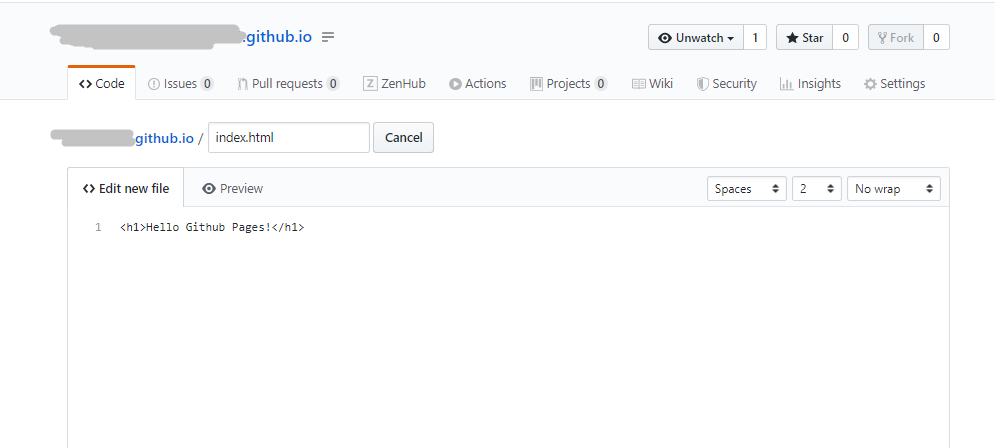 .github.io
Unwatch 1 Star 0 Fork 0
Code Issues 0 Pull requests 0 ZenHub Actions Projects 0 Wiki Security Insights Settings
.github.io / index.html Cancel
Edit new file Preview Spaces 2 No wrap
1 <h1>Hello Github Pages!</h1>